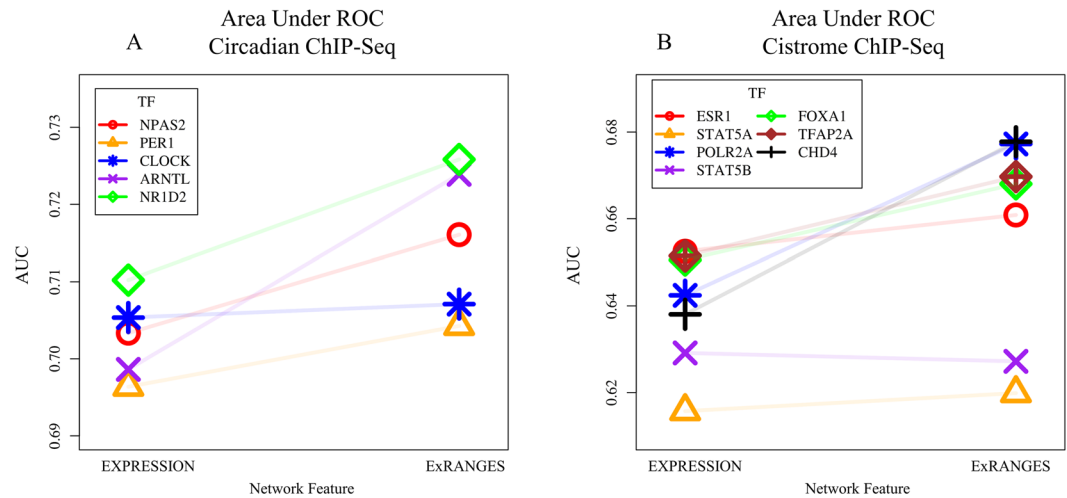 Area Under ROC
Circadian ChIP-Seq
A
TF
NPAS2
PER1
CLOCK
ARNTL
NR1D2
AUC
0.73
0.72
0.71
0.70
0.69
EXPRESSION
ExRANGES
Network Feature
Area Under ROC
Cistrome ChIP-Seq
B
TF
ESR1
STAT5A
POLR2A
STAT5B
FOXA1
TFAP2A
CHD4
AUC
0.68
0.66
0.64
0.62
EXPRESSION
ExRANGES
Network Feature